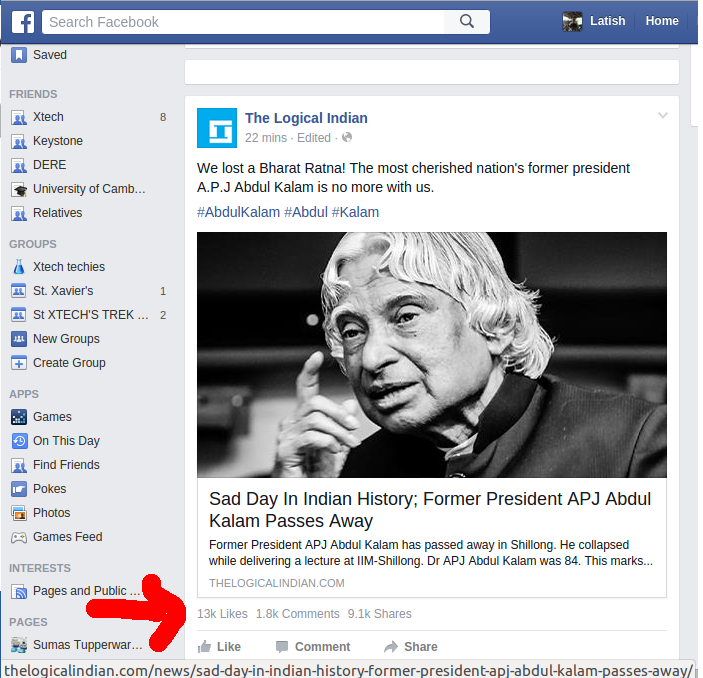 Search Facebook
Latish
Home
Saved
FRIENDS
Xtech 8
Keystone
DERE
University of Camb...
Relatives
GROUPS
Xtech techies
St. Xavier's 1
St XTECH'S TREK ... 2
New Groups
Create Group
APPS
Games
On This Day
Find Friends
Pokes
Photos
Games Feed
INTERESTS
Pages and Public ...
PAGES
Sumas Tupperwar...
The Logical Indian
22 mins · Edited ·
We lost a Bharat Ratna! The most cherished nation's former president
A.P.J Abdul Kalam is no more with us.
#AbdulKalam #Abdul #Kalam
Sad Day In Indian History; Former President APJ Abdul
Kalam Passes Away
Former President APJ Abdul Kalam has passed away in Shillong. He collapsed
while delivering a lecture at IIM-Shillong. Dr APJ Abdul Kalam was 84. This marks...
THELOGICALINDIAN.COM
13k Likes 1.8k Comments 9.1k Shares
Like Comment Share
thelogicalindian.com/news/sad-day-in-indian-history-former-president-apj-abdul-kalam-passes-away/